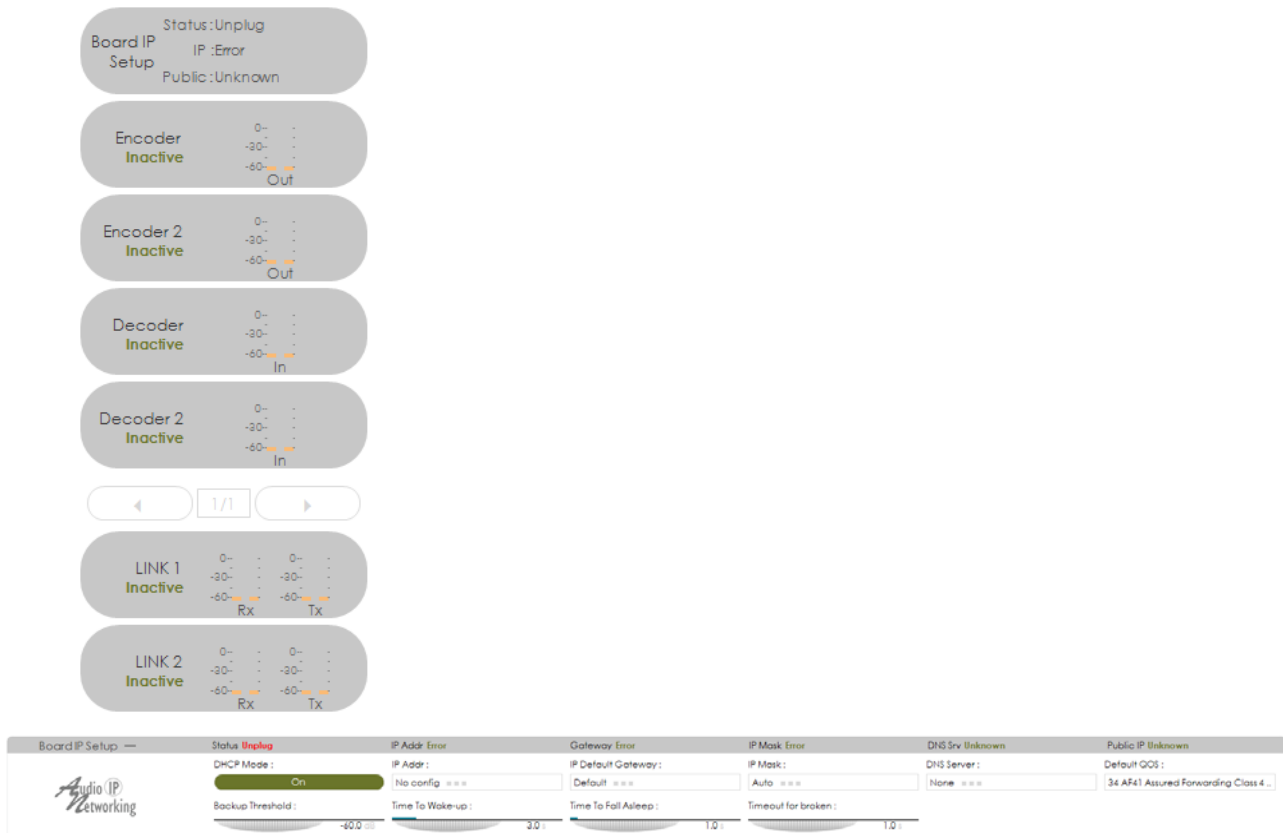 Status : Unplug
Board IP Setup
IP : Error
Public : Unknown
Encoder
Inactive
0
-30
-60
Out
Encoder 2
Inactive
0
-30
-60
Out
Decoder
Inactive
0
-30
-60
In
Decoder 2
Inactive
0
-30
-60
In
1/1
LINK 1
Inactive
0
-30
-60
Rx
0
-30
-60
Tx
LINK 2
Inactive
0
-30
-60
Rx
0
-30
-60
Tx
Board IP Setup — Status Unplug IP Addr Error Gateway Error IP Mask Error DNS Srv Unknown Public IP Unknown
Audio IP Networking
DHCP Mode : IP Addr : IP Default Gateway : IP Mask : DNS Server : Default QOS :
On No config Default Auto None 34 AF41 Assured Forwarding Class 4 ..
Backup Threshold : Time To Wake-up : Time To Fall Asleep : Timeout for broken :
-60.0 dB 3.0 s 1.0 s 1.0 s